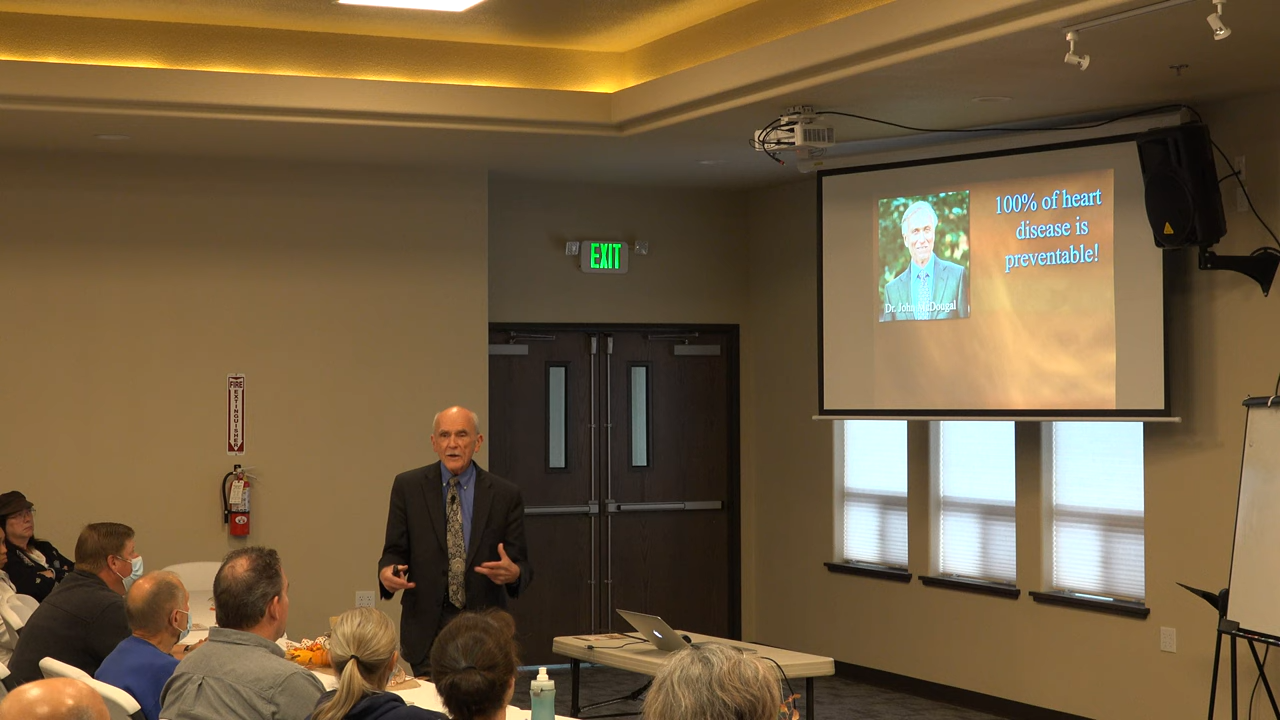 EXIT
100% of heart
disease is
preventable!
Dr. John McDougal
FIRE
EXTINGUISHER